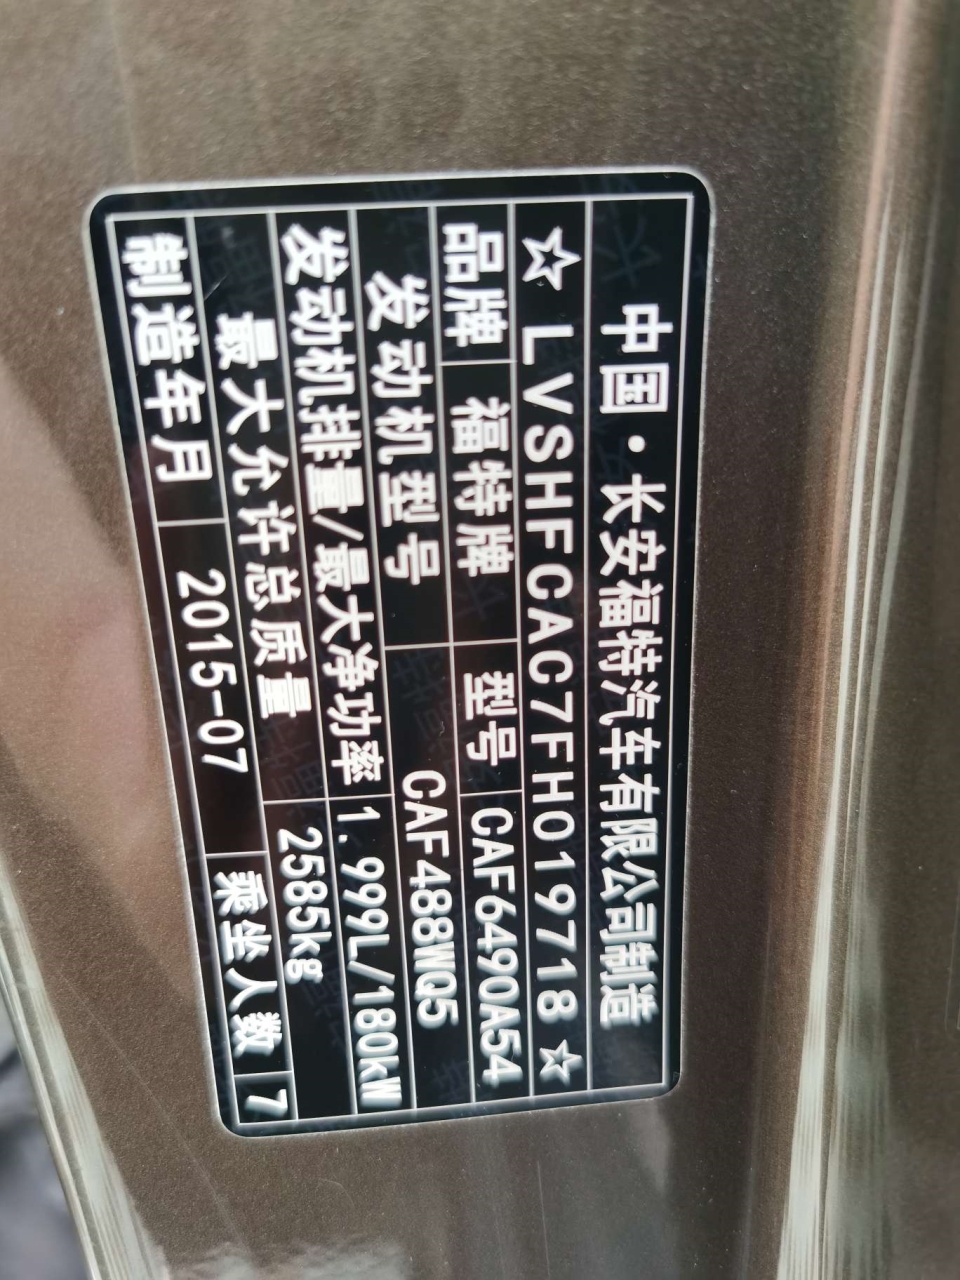 中国·长安福特汽车有限公司制造
☆ LVSHFCAC7FH019718 ☆
品牌 福特牌 型号 CAF6490A54
发动机型号 CAF488WQ5
发动机排量/最大净功率 1.999L/180kW
最大允许总质量 2585kg
制造年月 2015-07 乘坐人数 7